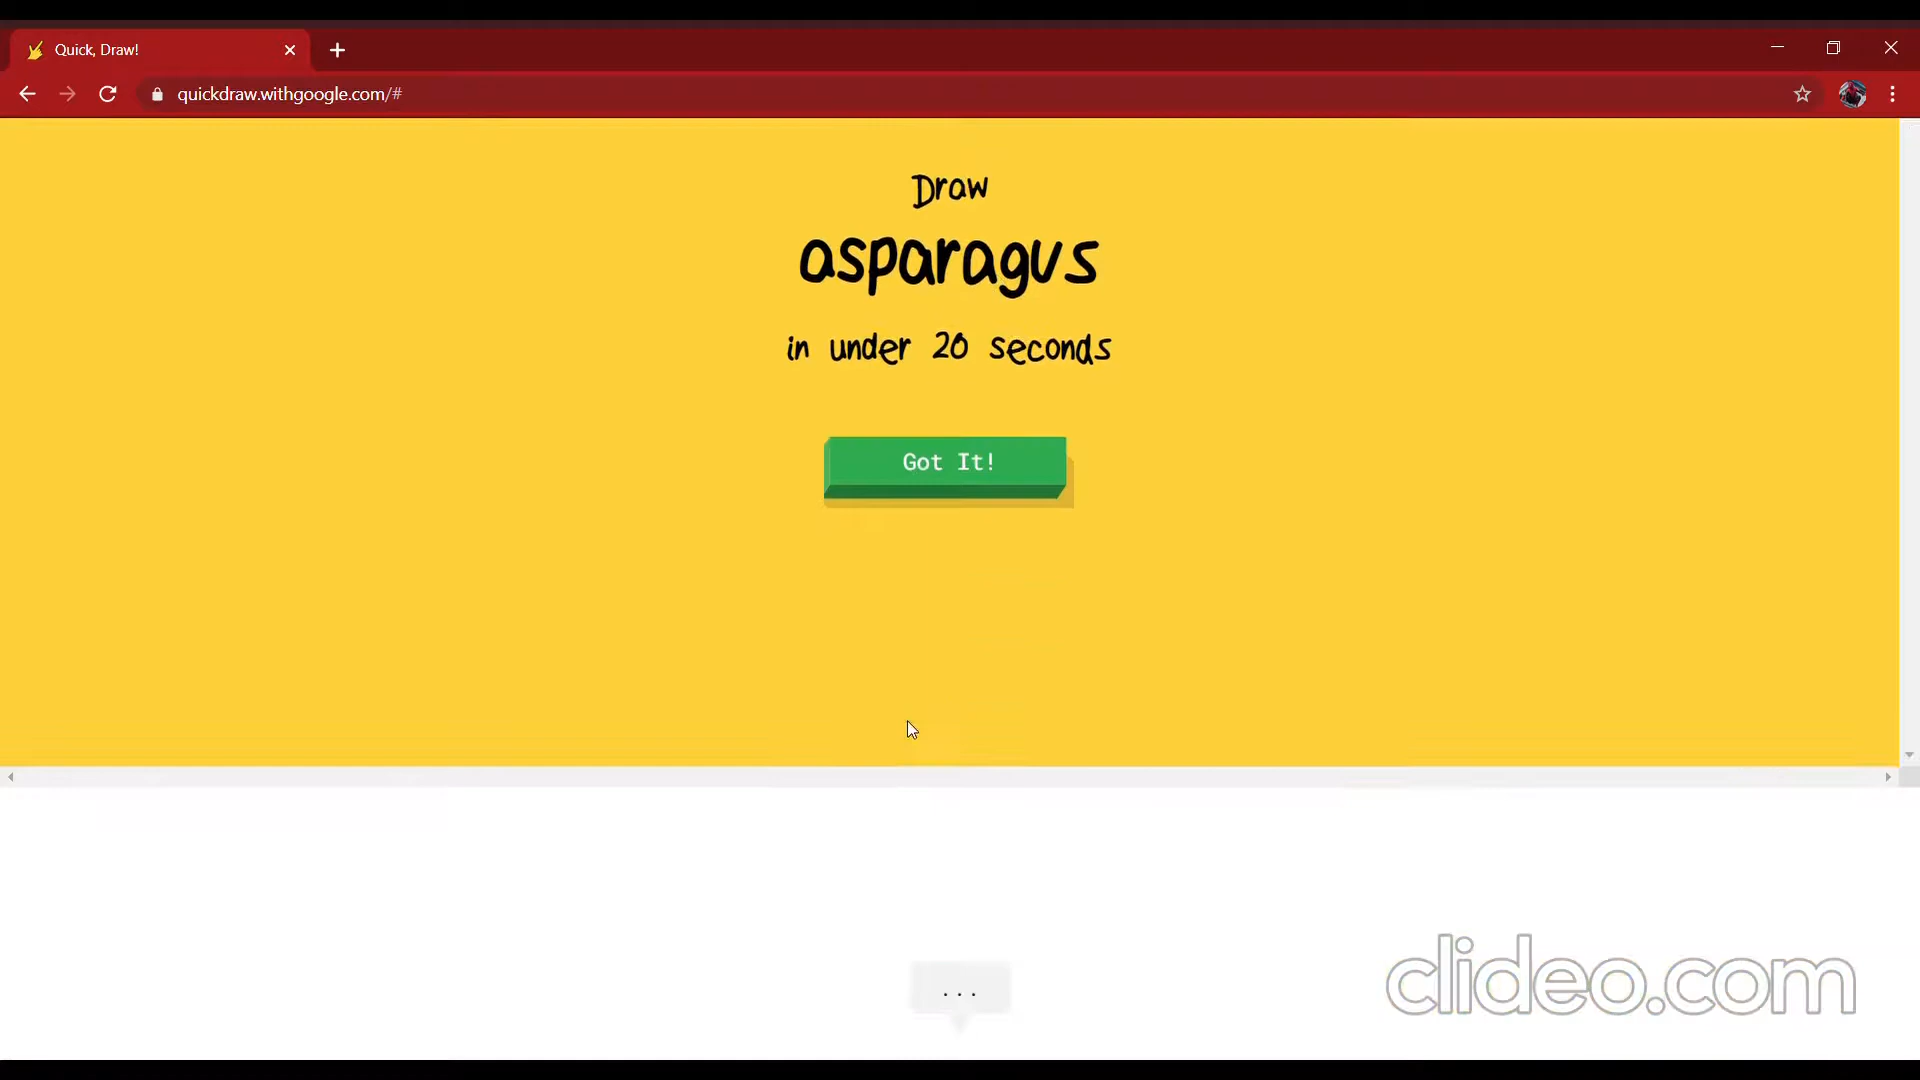 Quick, Draw!
quickdraw.withgoogle.com/#
Draw
asparagus
in under 20 seconds
Got It!
...
clideo.com